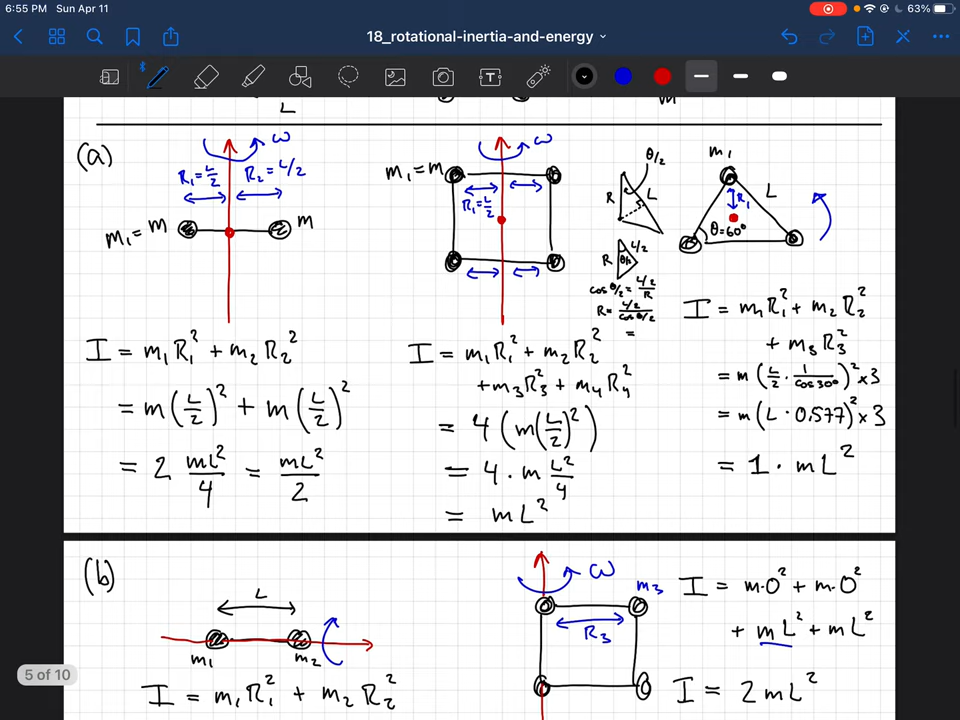 6:55 PM Sun Apr 11
63%
18_rotational-inertia-and-energy
T
L
m
(a)
ω
R₁=L/2
R₂=L/2
m₁=m
m
I = m₁R₁² + m₂R₂²
= m(L/2)² + m(L/2)²
= 2 mL²/4 = mL²/2
ω
m₁=m
R₁=L/2
I = m₁R₁² + m₂R₂²
+ m₃R₃² + m₄R₄²
= 4(m(L/2)²)
= 4·m L²/4
= mL²
θ/2
R
L
R
L/2
θ/2
cos θ/2 = L/2/R
R = L/2/cos θ/2
=
m₁
L
R₁
θ=60°
I = m₁R₁² + m₂R₂²
+ m₃R₃²
= m(L/2 · 1/cos30°)² × 3
= m(L · 0.577)² × 3
= 1 · mL²
(b)
L
m₁
m₂
I = m₁R₁² + m₂R₂²
ω
m₃
R₃
I = m·0² + m·0²
+ mL² + mL²
I = 2mL²
5 of 10